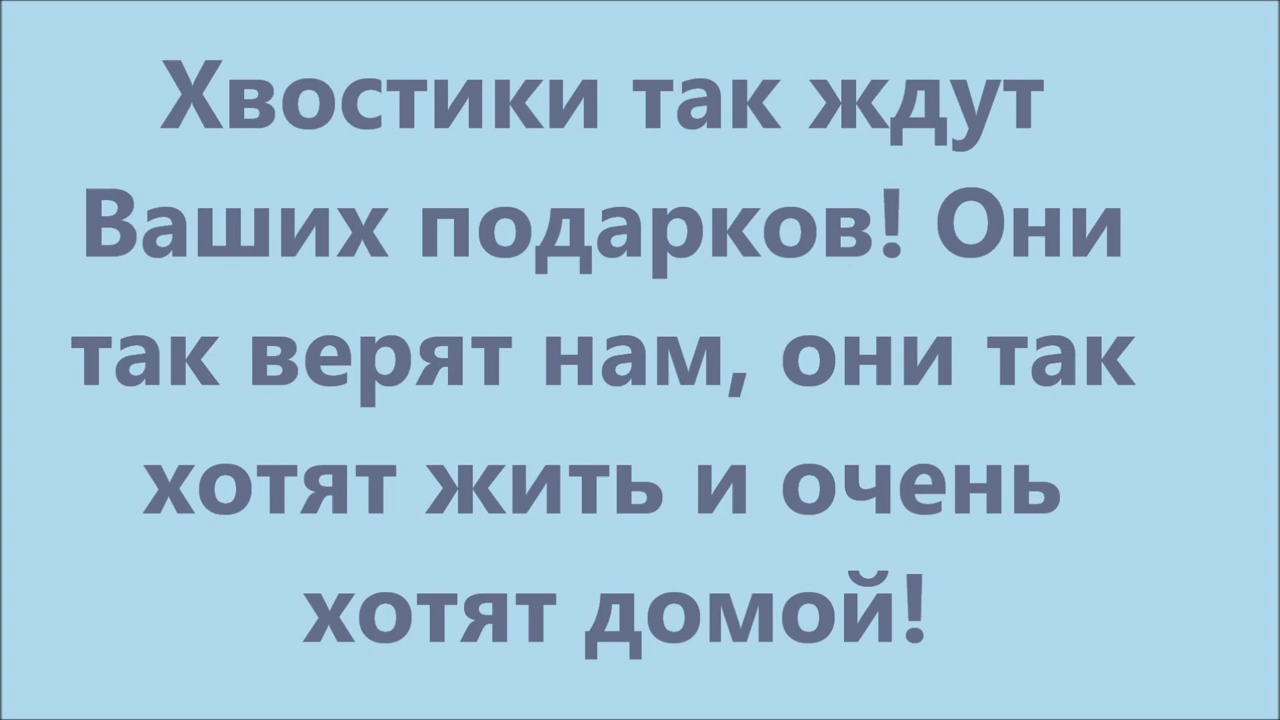 Хвостики так ждут
Ваших подарков! Они
так верят нам, они так
хотят жить и очень
хотят домой!